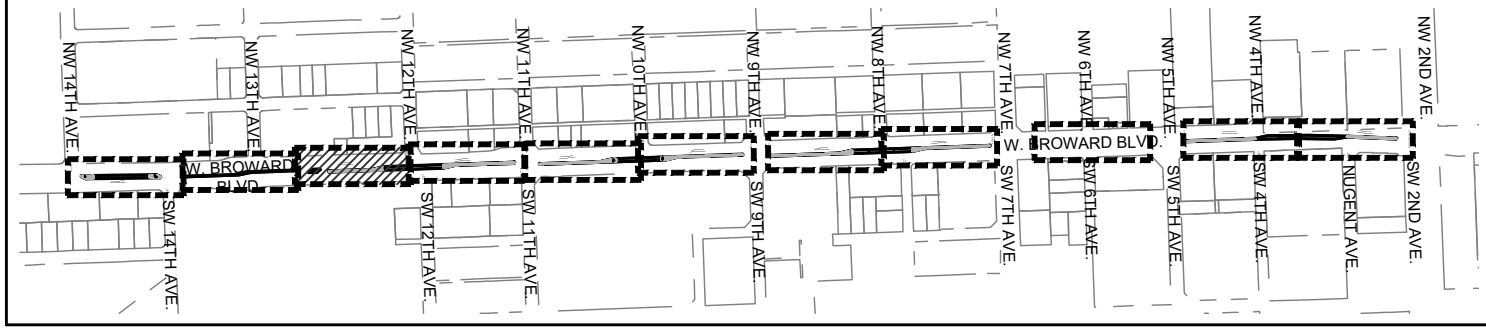 NW 14TH AVE.
NW 13TH AVE.
NW 12TH AVE.
NW 11TH AVE.
NW 10TH AVE.
NW 9TH AVE.
NW 8TH AVE.
NW 7TH AVE.
NW 6TH AVE.
NW 5TH AVE.
NW 4TH AVE.
NW 2ND AVE.
W. BROWARD
BLVD.
W. BROWARD BLVD.
SW 14TH AVE.
SW 12TH AVE.
SW 11TH AVE.
SW 9TH AVE.
SW 7TH AVE.
SW 6TH AVE.
SW 5TH AVE.
SW 4TH AVE.
NUGENT AVE.
SW 2ND AVE.